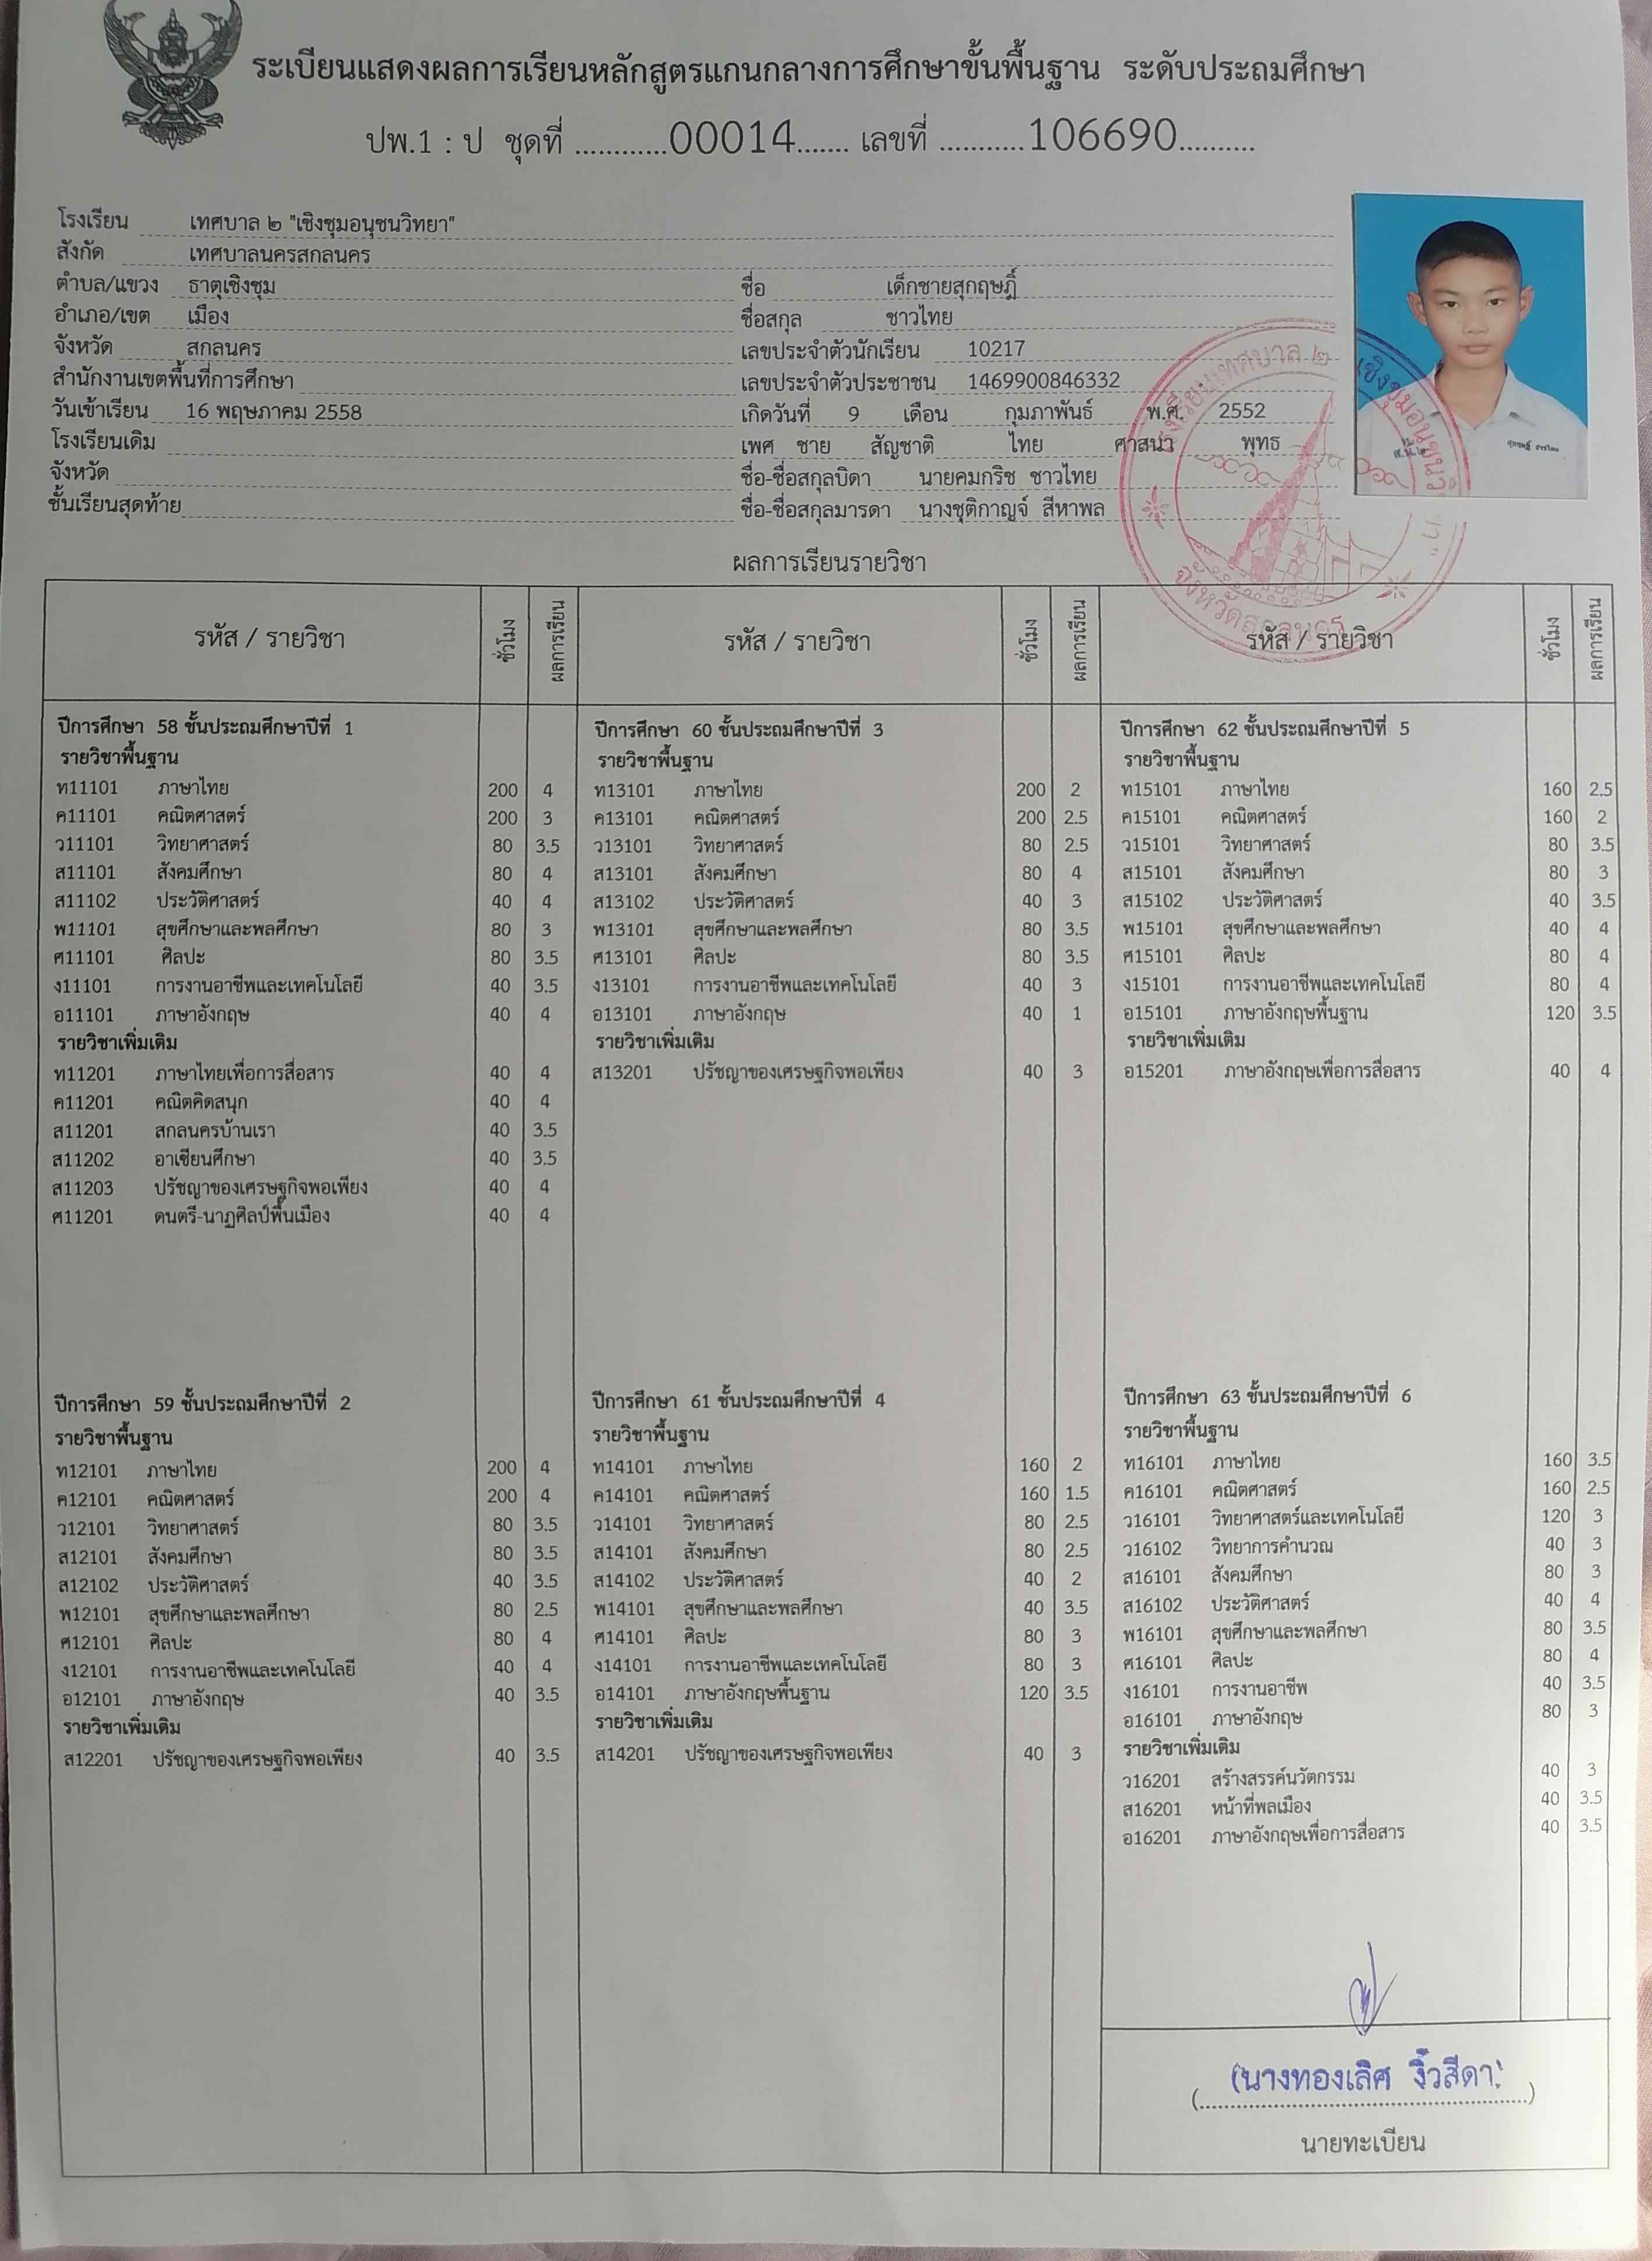 ระเบียนแสดงผลการเรียนหลักสูตรแกนกลางการศึกษาขั้นพื้นฐาน ระดับประถมศึกษา
ปพ.1 : ป ชุดที่ ............00014....... เลขที่ ...........106690..........
โรงเรียน เทศบาล ๒ "เชิงชุมอนุชนวิทยา"
สังกัด เทศบาลนครสกลนคร
ตำบล/แขวง ธาตุเชิงชุม
อำเภอ/เขต เมือง
จังหวัด สกลนคร
สำนักงานเขตพื้นที่การศึกษา
วันเข้าเรียน 16 พฤษภาคม 2558
โรงเรียนเดิม
จังหวัด
ชั้นเรียนสุดท้าย
ชื่อ เด็กชายสุกฤษฎิ์
ชื่อสกุล ชาวไทย
เลขประจำตัวนักเรียน 10217
เลขประจำตัวประชาชน 1469900846332
เกิดวันที่ 9 เดือน กุมภาพันธ์ พ.ศ. 2552
เพศ ชาย สัญชาติ ไทย ศาสนา พุทธ
ชื่อ-ชื่อสกุลบิดา นายคมกริช ชาวไทย
ชื่อ-ชื่อสกุลมารดา นางชุติกาญจ์ สีหาพล
โรงเรียนเทศบาล ๒
เชิงชุมอนุชนวิ
จังหวัดสกลนคร
ผลการเรียนรายวิชา
รหัส / รายวิชา ชั่วโมง ผลการเรียน รหัส / รายวิชา ชั่วโมง ผลการเรียน รหัส / รายวิชา ชั่วโมง ผลการเรียน
ปีการศึกษา 58 ชั้นประถมศึกษาปีที่ 1
รายวิชาพื้นฐาน
ท11101 ภาษาไทย 200 4
ค11101 คณิตศาสตร์ 200 3
ว11101 วิทยาศาสตร์ 80 3.5
ส11101 สังคมศึกษา 80 4
ส11102 ประวัติศาสตร์ 40 4
พ11101 สุขศึกษาและพลศึกษา 80 3
ศ11101 ศิลปะ 80 3.5
ง11101 การงานอาชีพและเทคโนโลยี 40 3.5
อ11101 ภาษาอังกฤษ 40 4
รายวิชาเพิ่มเติม
ท11201 ภาษาไทยเพื่อการสื่อสาร 40 4
ค11201 คณิตคิดสนุก 40 4
ส11201 สกลนครบ้านเรา 40 3.5
ส11202 อาเซียนศึกษา 40 3.5
ส11203 ปรัชญาของเศรษฐกิจพอเพียง 40 4
ศ11201 ดนตรี-นาฏศิลป์พื้นเมือง 40 4
ปีการศึกษา 59 ชั้นประถมศึกษาปีที่ 2
รายวิชาพื้นฐาน
ท12101 ภาษาไทย 200 4
ค12101 คณิตศาสตร์ 200 4
ว12101 วิทยาศาสตร์ 80 3.5
ส12101 สังคมศึกษา 80 3.5
ส12102 ประวัติศาสตร์ 40 3.5
พ12101 สุขศึกษาและพลศึกษา 80 2.5
ศ12101 ศิลปะ 80 4
ง12101 การงานอาชีพและเทคโนโลยี 40 4
อ12101 ภาษาอังกฤษ 40 3.5
รายวิชาเพิ่มเติม
ส12201 ปรัชญาของเศรษฐกิจพอเพียง 40 3.5
ปีการศึกษา 60 ชั้นประถมศึกษาปีที่ 3
รายวิชาพื้นฐาน
ท13101 ภาษาไทย 200 2
ค13101 คณิตศาสตร์ 200 2.5
ว13101 วิทยาศาสตร์ 80 2.5
ส13101 สังคมศึกษา 80 4
ส13102 ประวัติศาสตร์ 40 3
พ13101 สุขศึกษาและพลศึกษา 80 3.5
ศ13101 ศิลปะ 80 3.5
ง13101 การงานอาชีพและเทคโนโลยี 40 3
อ13101 ภาษาอังกฤษ 40 1
รายวิชาเพิ่มเติม
ส13201 ปรัชญาของเศรษฐกิจพอเพียง 40 3
ปีการศึกษา 61 ชั้นประถมศึกษาปีที่ 4
รายวิชาพื้นฐาน
ท14101 ภาษาไทย 160 2
ค14101 คณิตศาสตร์ 160 1.5
ว14101 วิทยาศาสตร์ 80 2.5
ส14101 สังคมศึกษา 80 2.5
ส14102 ประวัติศาสตร์ 40 2
พ14101 สุขศึกษาและพลศึกษา 40 3.5
ศ14101 ศิลปะ 80 3
ง14101 การงานอาชีพและเทคโนโลยี 80 3
อ14101 ภาษาอังกฤษพื้นฐาน 120 3.5
รายวิชาเพิ่มเติม
ส14201 ปรัชญาของเศรษฐกิจพอเพียง 40 3
ปีการศึกษา 62 ชั้นประถมศึกษาปีที่ 5
รายวิชาพื้นฐาน
ท15101 ภาษาไทย 160 2.5
ค15101 คณิตศาสตร์ 160 2
ว15101 วิทยาศาสตร์ 80 3.5
ส15101 สังคมศึกษา 80 3
ส15102 ประวัติศาสตร์ 40 3.5
พ15101 สุขศึกษาและพลศึกษา 40 4
ศ15101 ศิลปะ 80 4
ง15101 การงานอาชีพและเทคโนโลยี 80 4
อ15101 ภาษาอังกฤษพื้นฐาน 120 3.5
รายวิชาเพิ่มเติม
อ15201 ภาษาอังกฤษเพื่อการสื่อสาร 40 4
ปีการศึกษา 63 ชั้นประถมศึกษาปีที่ 6
รายวิชาพื้นฐาน
ท16101 ภาษาไทย 160 3.5
ค16101 คณิตศาสตร์ 160 2.5
ว16101 วิทยาศาสตร์และเทคโนโลยี 120 3
ว16102 วิทยาการคำนวณ 40 3
ส16101 สังคมศึกษา 80 3
ส16102 ประวัติศาสตร์ 40 4
พ16101 สุขศึกษาและพลศึกษา 80 3.5
ศ16101 ศิลปะ 80 4
ง16101 การงานอาชีพ 40 3.5
อ16101 ภาษาอังกฤษ 80 3
รายวิชาเพิ่มเติม
ว16201 สร้างสรรค์นวัตกรรม 40 3
ส16201 หน้าที่พลเมือง 40 3.5
อ16201 ภาษาอังกฤษเพื่อการสื่อสาร 40 3.5
(นางทองเลิศ งิ้วสีดา)
(......................................................)
นายทะเบียน